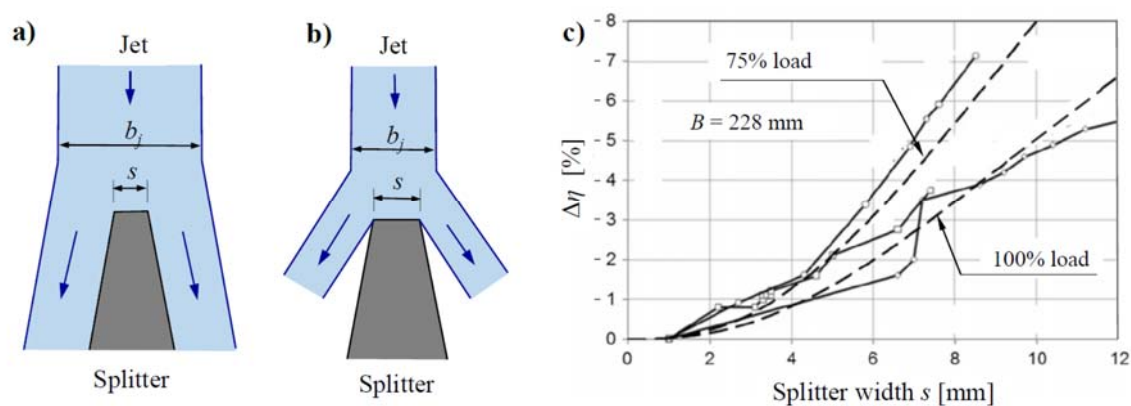 a)
Jet
b_j
s
Splitter
b)
Jet
b_j
s
Splitter
c)
Δη [%]
- 8
- 7
- 6
- 5
- 4
- 3
- 2
- 1
0
75% load
B = 228 mm
100% load
0 2 4 6 8 10 12
Splitter width s [mm]